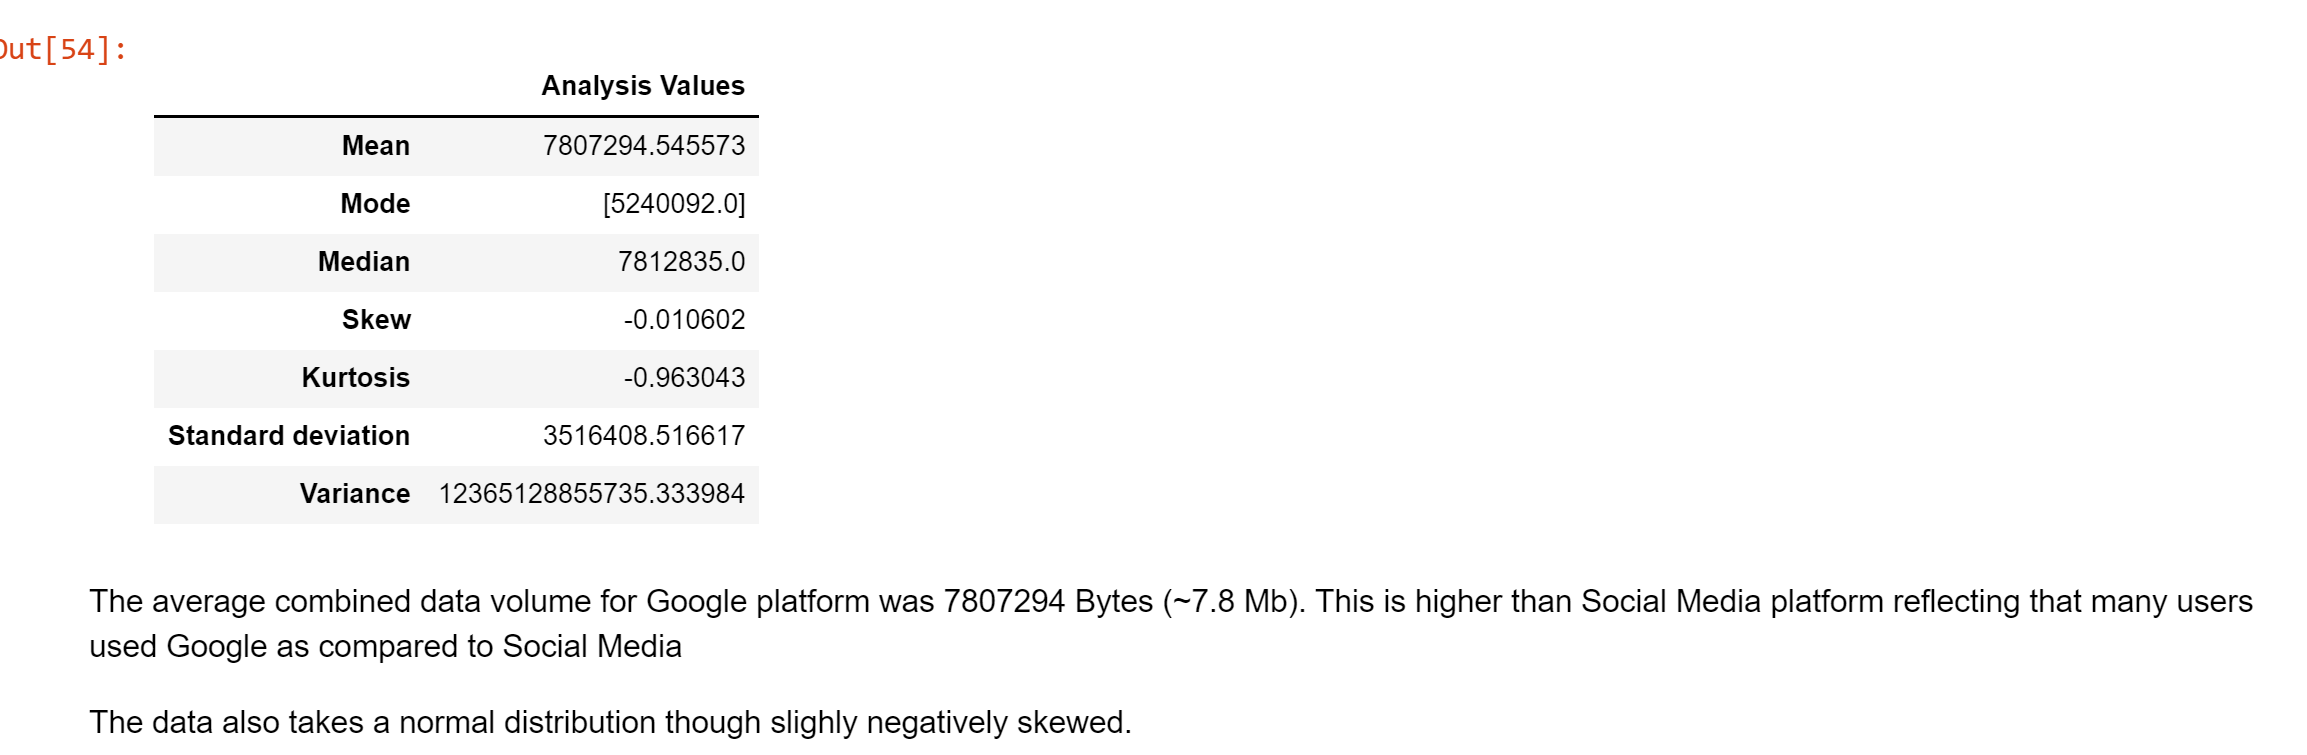 Out[54]:
Analysis Values
Mean 7807294.545573
Mode [5240092.0]
Median 7812835.0
Skew -0.010602
Kurtosis -0.963043
Standard deviation 3516408.516617
Variance 12365128855735.333984
The average combined data volume for Google platform was 7807294 Bytes (~7.8 Mb). This is higher than Social Media platform reflecting that many users
used Google as compared to Social Media
The data also takes a normal distribution though slighly negatively skewed.